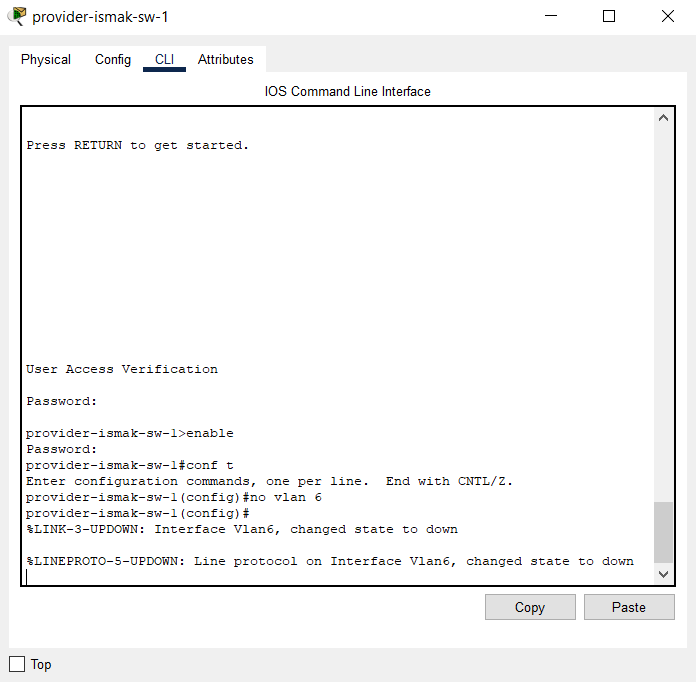 provider-ismak-sw-1
Physical Config CLI Attributes
IOS Command Line Interface
Press RETURN to get started.
User Access Verification
Password:
provider-ismak-sw-1>enable
Password:
provider-ismak-sw-1#conf t
Enter configuration commands, one per line.  End with CNTL/Z.
provider-ismak-sw-1(config)#no vlan 6
provider-ismak-sw-1(config)#
%LINK-3-UPDOWN: Interface Vlan6, changed state to down
%LINEPROTO-5-UPDOWN: Line protocol on Interface Vlan6, changed state to down
Copy Paste
Top